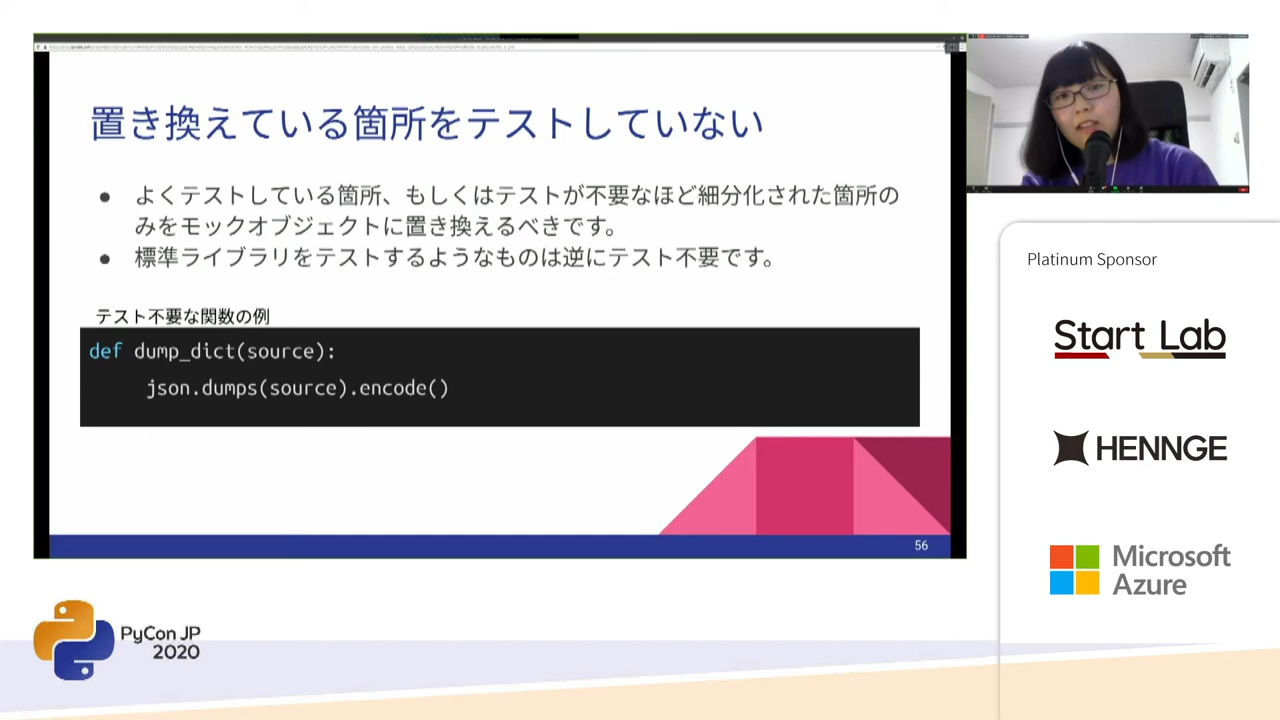 置き換えている箇所をテストしていない
● よくテストしている箇所、もしくはテストが不要なほど細分化された箇所の
みをモックオブジェクトに置き換えるべきです。
● 標準ライブラリをテストするようなものは逆にテスト不要です。
テスト不要な関数の例
def dump_dict(source):
json.dumps(source).encode()
56
Platinum Sponsor
Start Lab
HENNGE
Microsoft
Azure
PyCon JP
2020